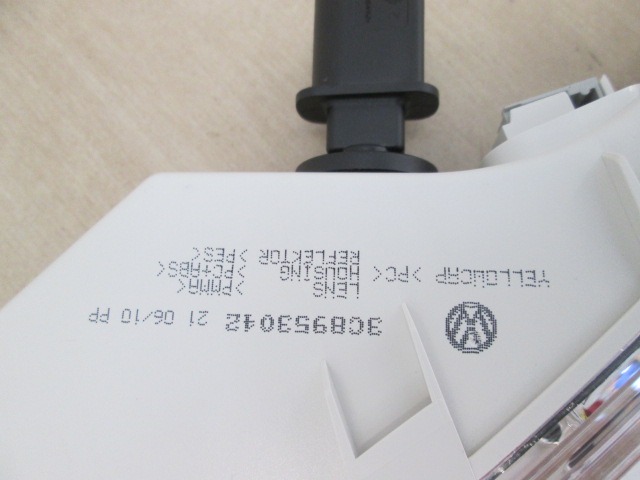 3C8953042 21 06/10 PP
LENS >PMMA<
YELLOWCAP >PC< HOUSING >PC+ABS<
REFLEKTOR >PES<